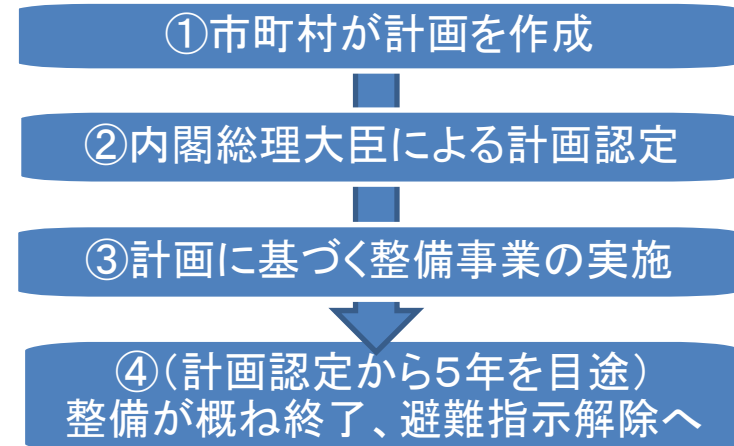 ①市町村が計画を作成
②内閣総理大臣による計画認定
③計画に基づく整備事業の実施
④(計画認定から5年を目途)
整備が概ね終了、避難指示解除へ